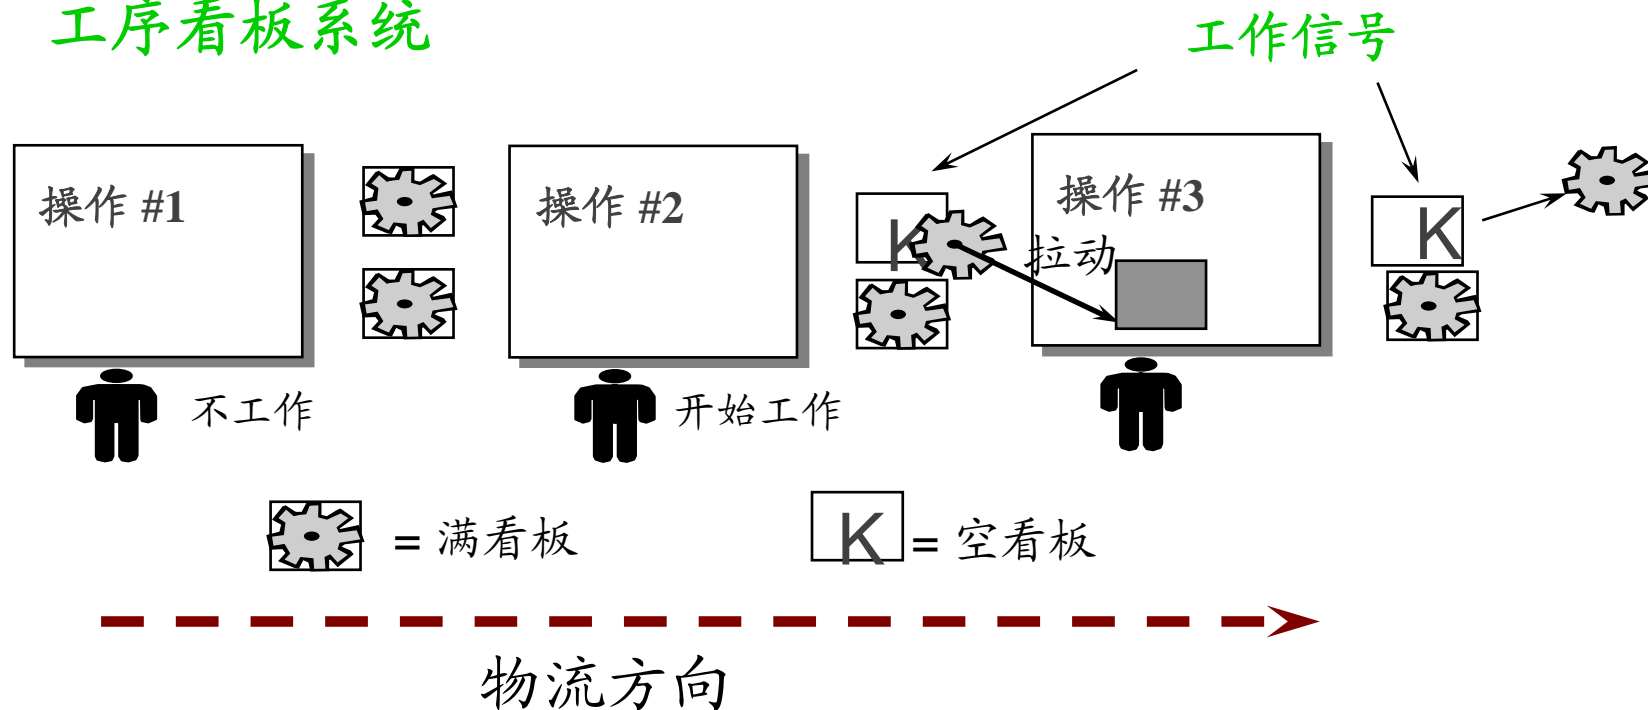 工序看板系统
工作信号
操作 #1
操作 #2
操作 #3
K
K
拉动
不工作
开始工作
= 满看板
K = 空看板
物流方向